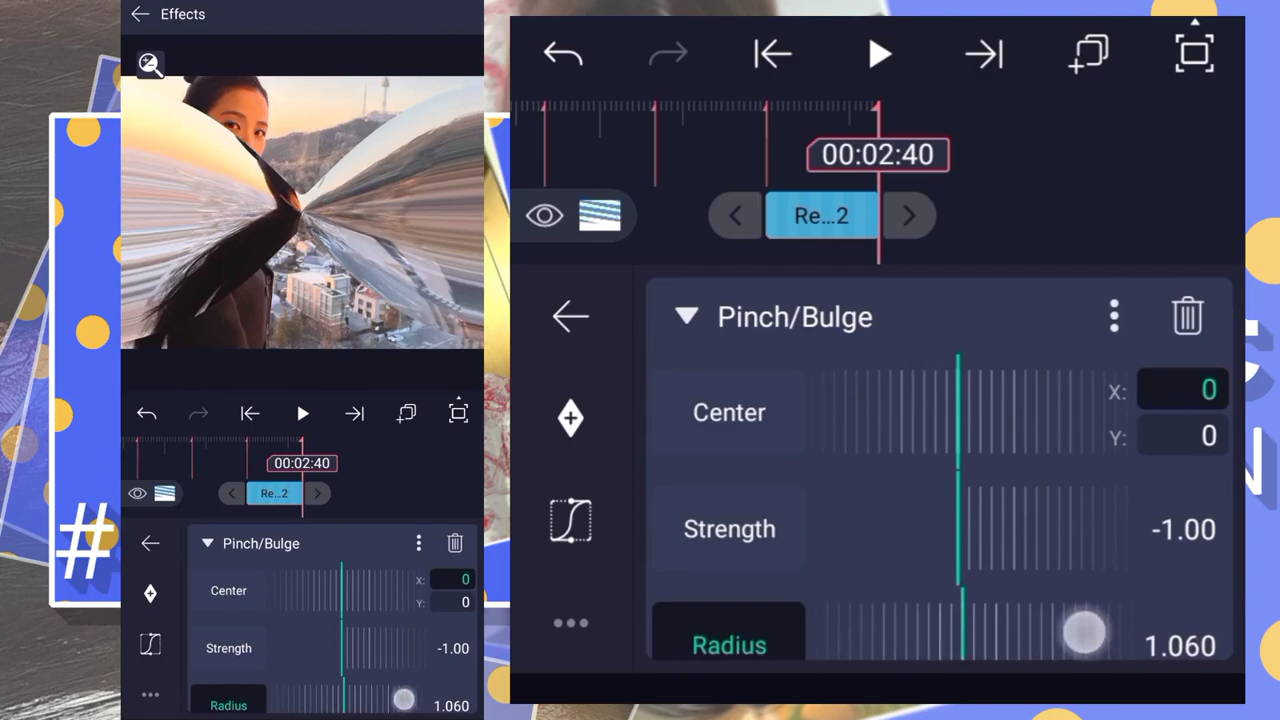 Effects
00:02:40
Re...2
Pinch/Bulge
Center
X: 0
Y: 0
Strength
-1.00
Radius
1.060
00:02:40
Re...2
Pinch/Bulge
Center
X: 0
Y: 0
Strength
-1.00
Radius
1.060
#